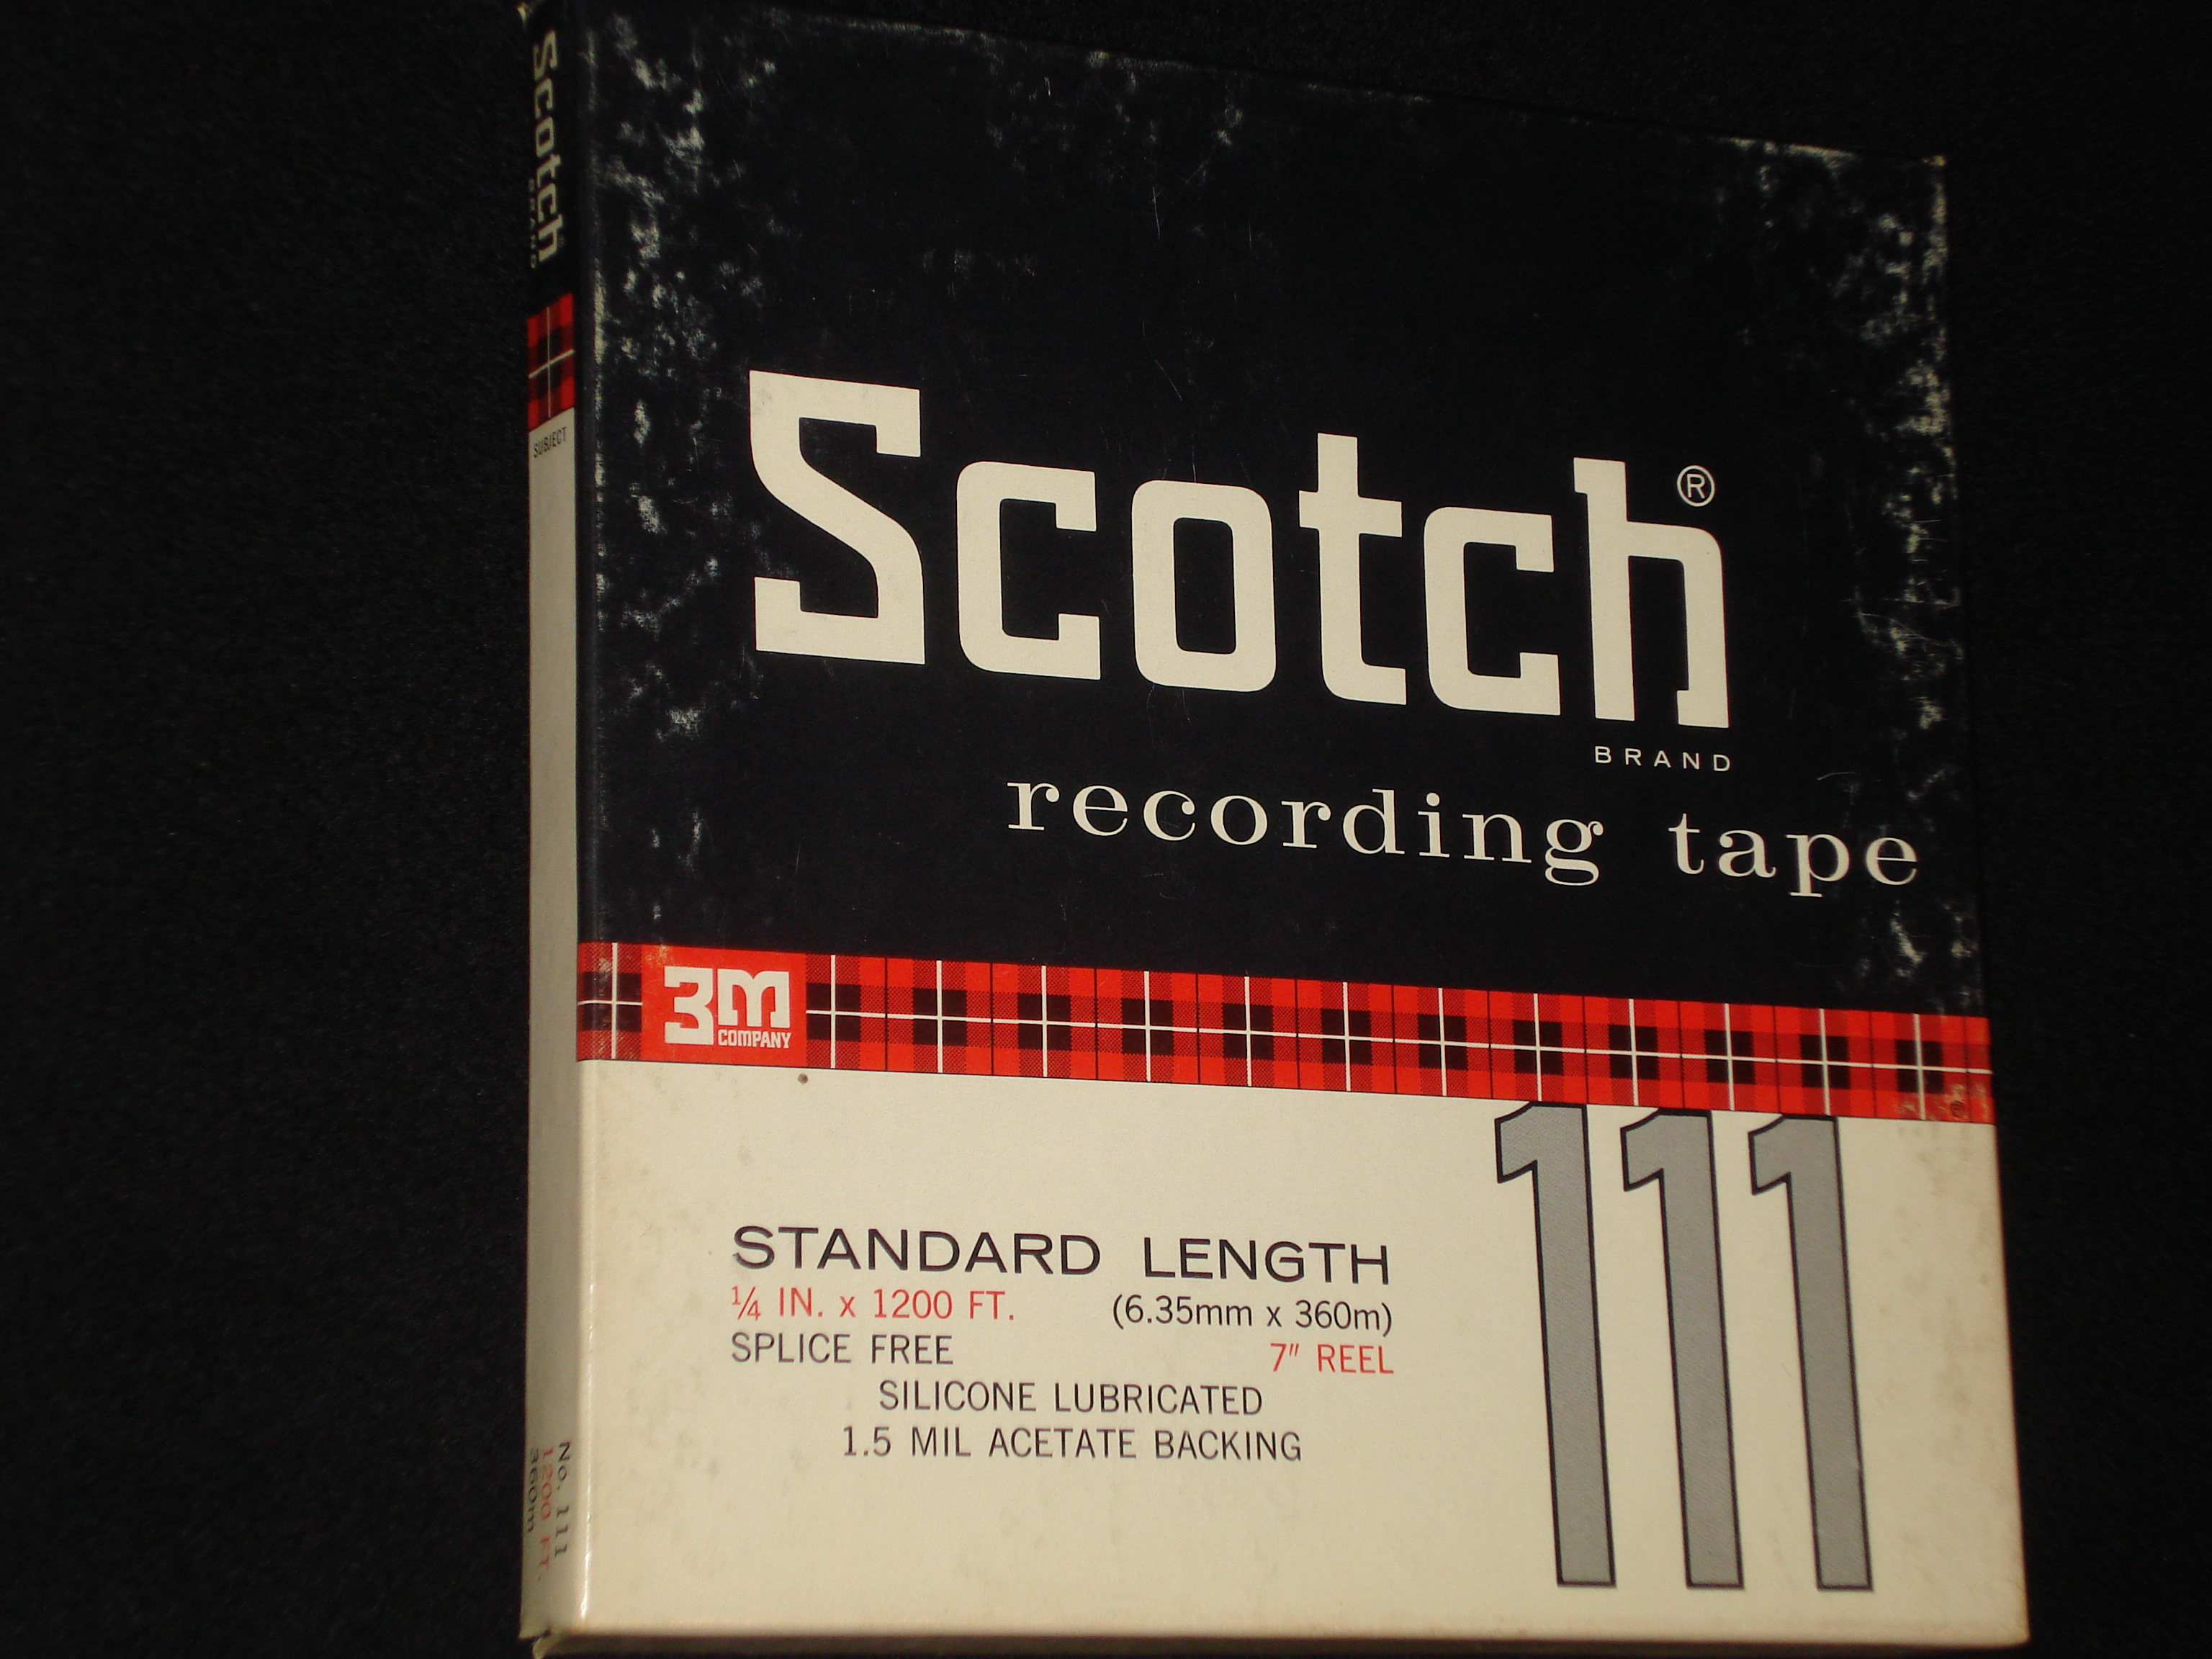 Scotch
BRAND
SUBJECT
No. 111
1200 FT.
360m
Scotch®
BRAND
recording tape
3M
COMPANY
111
STANDARD LENGTH
¼ IN. x 1200 FT. (6.35mm x 360m)
SPLICE FREE 7" REEL
SILICONE LUBRICATED
1.5 MIL ACETATE BACKING